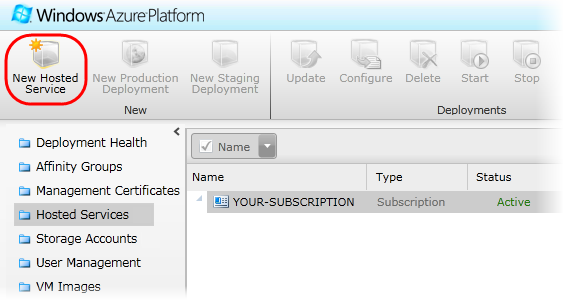 Windows Azure Platform
New Hosted
Service
New Production
Deployment
New Staging
Deployment
Update
Configure
Delete
Start
Stop
New
Deployments
Deployment Health
Affinity Groups
Management Certificates
Hosted Services
Storage Accounts
User Management
VM Images
Name
Name
Type
Status
YOUR-SUBSCRIPTION
Subscription
Active